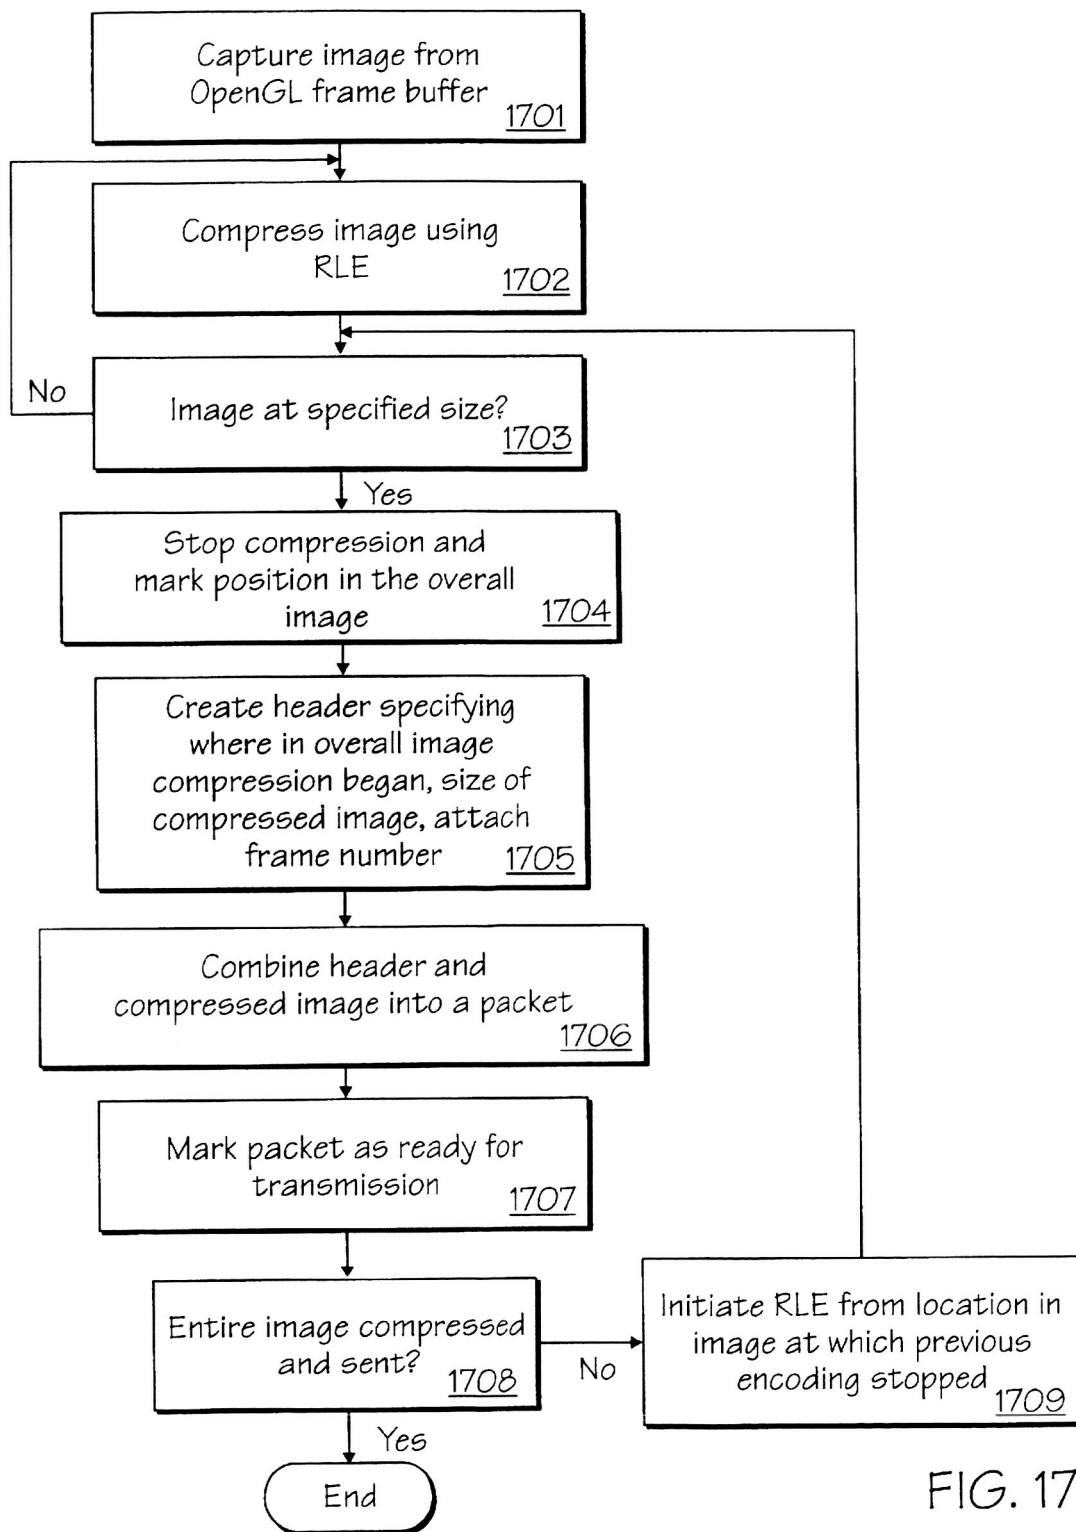 Capture image from
OpenGL frame buffer
1701
Compress image using
RLE
1702
No
Image at specified size?
1703
Yes
Stop compression and
mark position in the overall
image
1704
Create header specifying
where in overall image
compression began, size of
compressed image, attach
frame number
1705
Combine header and
compressed image into a packet
1706
Mark packet as ready for
transmission
1707
Entire image compressed
and sent?
1708
No
Initiate RLE from location in
image at which previous
encoding stopped
1709
Yes
End
FIG. 17